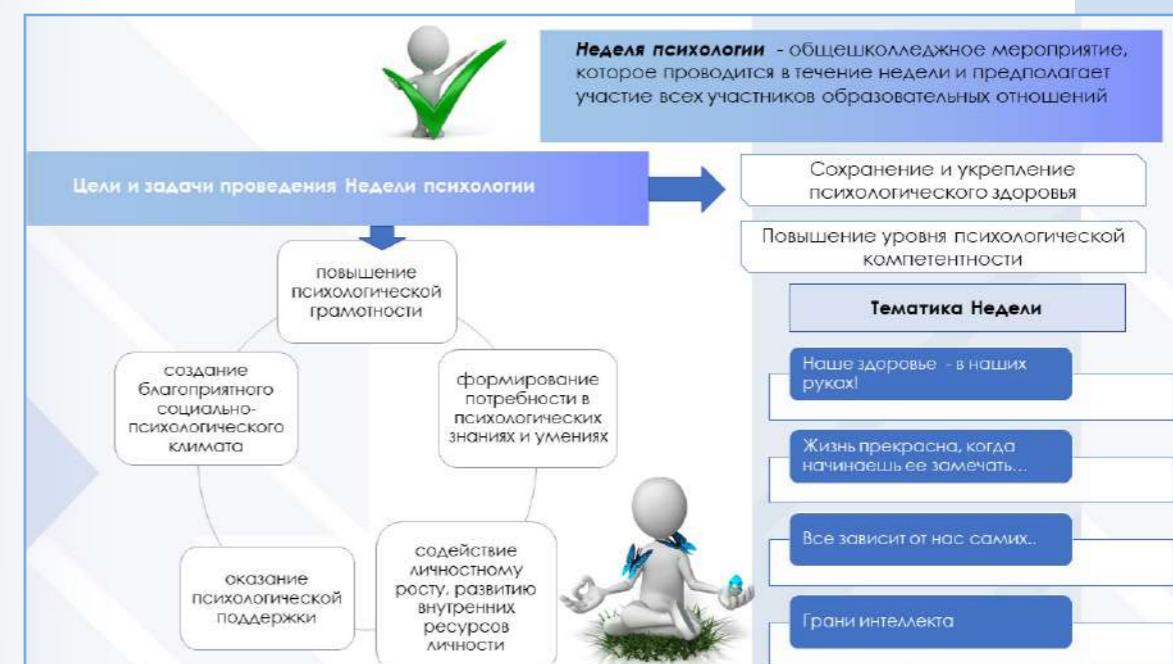 Неделя психологии - общешколледжное мероприятие,
которое проводится в течение недели и предполагает
участие всех участников образовательных отношений
Цели и задачи проведения Недели психологии
Сохранение и укрепление
психологического здоровья
Повышение уровня психологической
компетентности
повышение
психологической
грамотности
формирование
потребности в
психологических
знаниях и умениях
содействие
личностному
росту, развитию
внутренних
ресурсов
личности
оказание
психологической
поддержки
создание
благоприятного
социально-
психологического
климата
Тематика Недели
Наше здоровье - в наших
руках!
Жизнь прекрасна, когда
начинаешь ее замечать...
Все зависит от нас самих..
Грани интеллекта